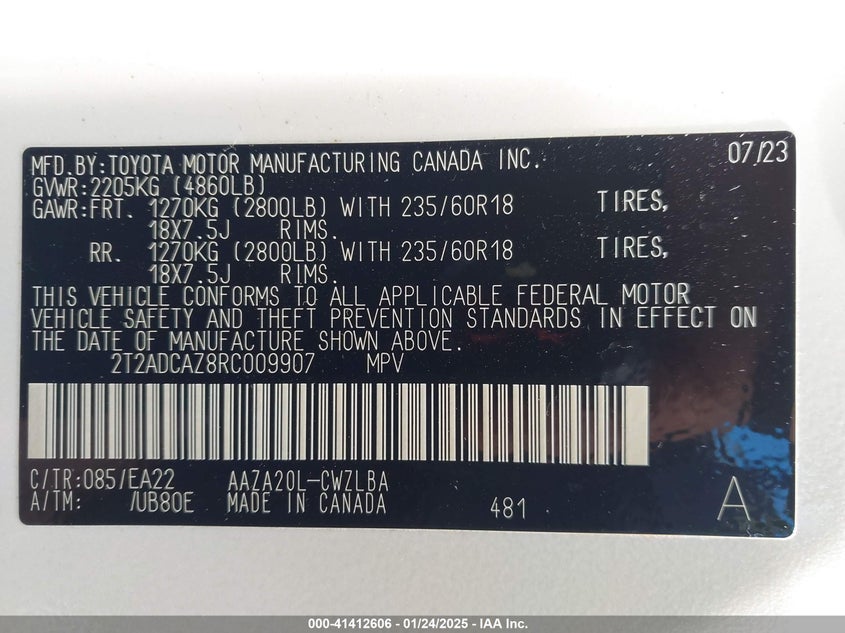 MFD.BY:TOYOTA MOTOR MANUFACTURING CANADA INC. 07/23
GVWR:2205KG (4860LB)
GAWR:FRT. 1270KG (2800LB) WITH 235/60R18 TIRES,
18X7.5J RIMS.
RR. 1270KG (2800LB) WITH 235/60R18 TIRES,
18X7.5J RIMS.
THIS VEHICLE CONFORMS TO ALL APPLICABLE FEDERAL MOTOR
VEHICLE SAFETY AND THEFT PREVENTION STANDARDS IN EFFECT ON
THE DATE OF MANUFACTURE SHOWN ABOVE.
2T2ADCAZ8RC009907 MPV
C/TR:085/EA22 AAZA20L-CWZLBA
A/TM: /UB80E MADE IN CANADA 481 A
000-41412606 - 01/24/2025 - IAA Inc.